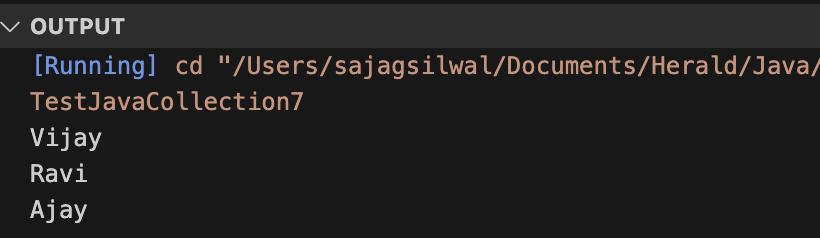 OUTPUT
[Running] cd "/Users/sajagsilwal/Documents/Herald/Java/
TestJavaCollection7
Vijay
Ravi
Ajay